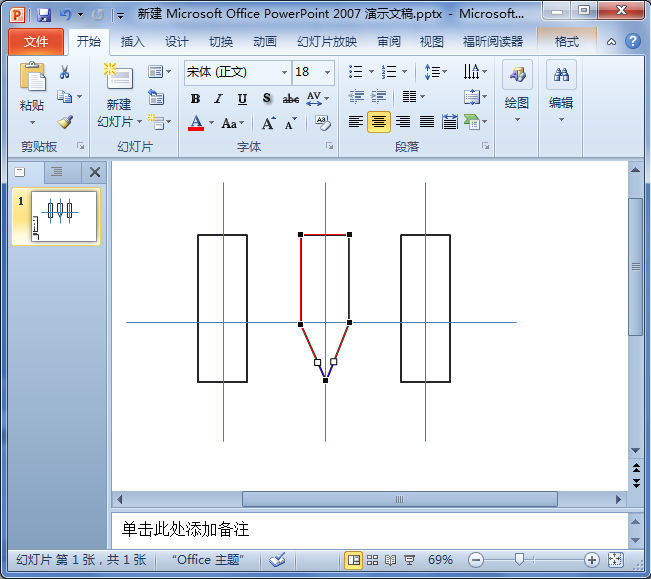 新建 Microsoft Office PowerPoint 2007 演示文稿.pptx - Microsoft...
文件 开始 插入 设计 切换 动画 幻灯片放映 审阅 视图 福昕阅读器 格式
宋体 (正文) 18
粘贴 新建 幻灯片 绘图 编辑
B I U S abc AV
A Aa A A
剪贴板 幻灯片 字体 段落
1
单击此处添加备注
幻灯片 第 1 张，共 1 张 “Office 主题” 69%